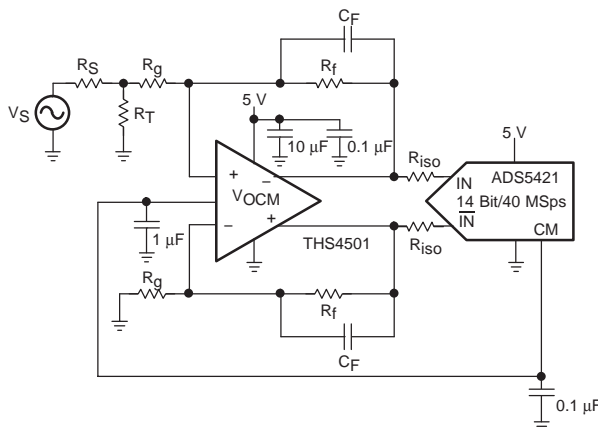 CF
RS
Rg
Rf
VS
RT
5 V
10 µF
0.1 µF
5 V
+
−
VOCM
Riso
IN
ADS5421
14 Bit/40 MSps
IN
CM
1 µF
−
+
THS4501
Riso
Rg
Rf
CF
0.1 µF